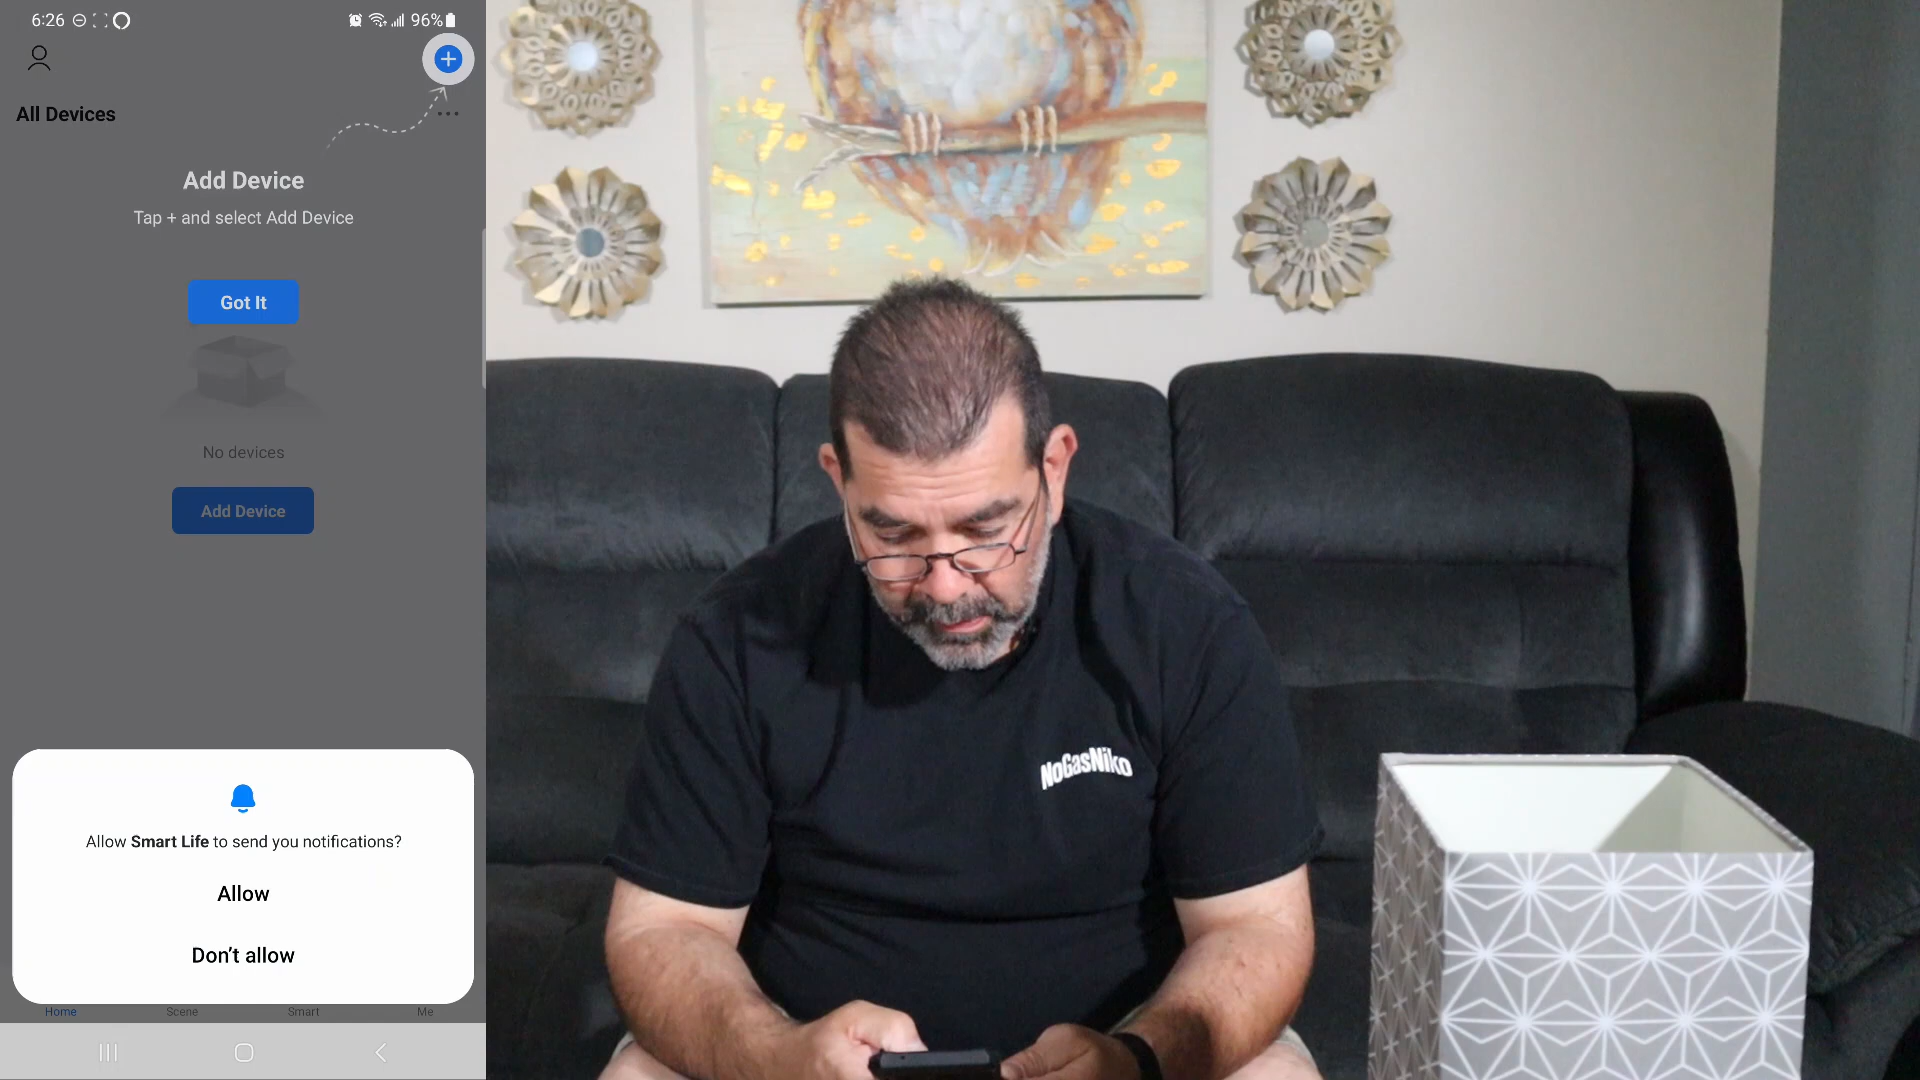 6:26
96%
All Devices
Add Device
Tap + and select Add Device
Got It
No devices
Add Device
Allow Smart Life to send you notifications?
Allow
Don't allow
Home
Scene
Smart
Me
NoGasNiko